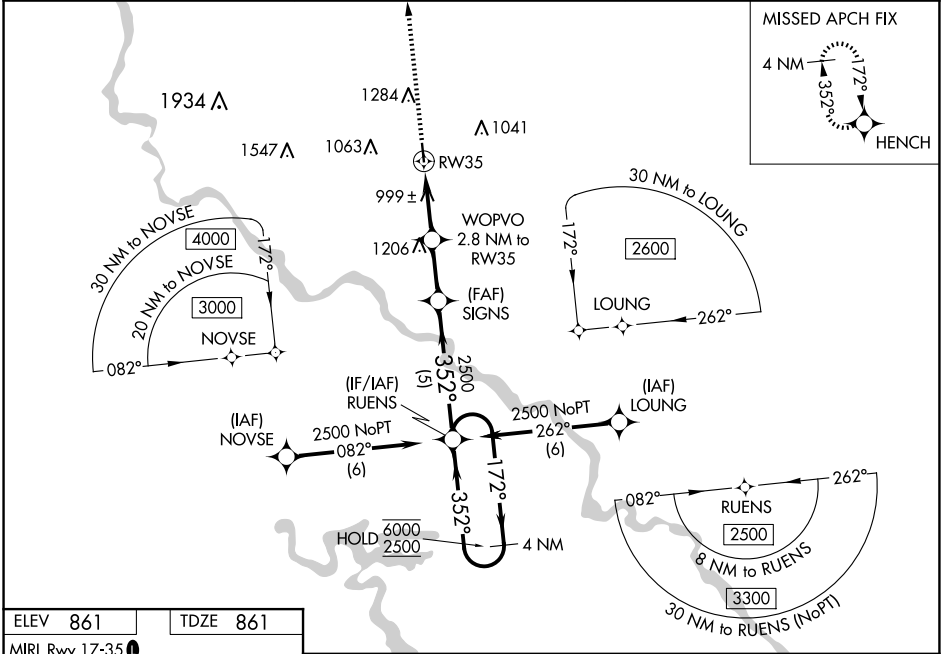 MISSED APCH FIX
4 NM
172°
352°
HENCH
1934
1284
1041
1547
1063
RW35
999 ±
WOPVO
2.8 NM to
RW35
1206
(FAF)
SIGNS
30 NM to NOVSE
4000
172°
20 NM to NOVSE
3000
NOVSE
082°
30 NM to LOUNG
172°
2600
LOUNG
262°
352°
2500
(5)
(IF/IAF)
RUENS
(IAF)
NOVSE
2500 NoPT
082°
(6)
(IAF)
LOUNG
2500 NoPT
262°
(6)
172°
352°
HOLD
6000
2500
4 NM
082°
262°
RUENS
2500
8 NM to RUENS
3300
30 NM to RUENS (NoPT)
ELEV 861
TDZE 861
MIRL Rwy 17-35 L